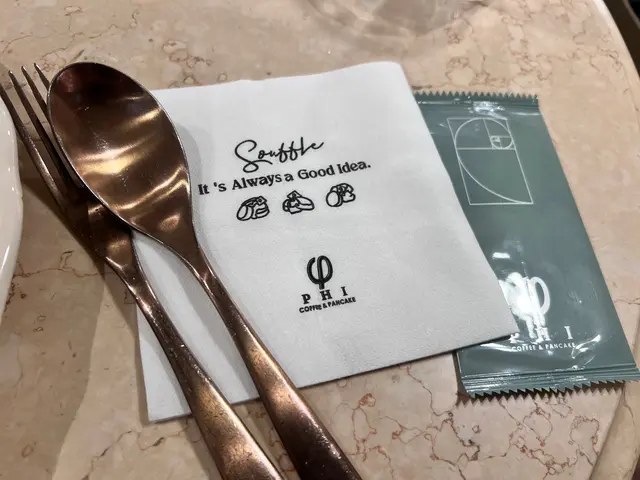 Souffle
It 's Always a Good Idea.
φ
PHI
COFFEE & PANCAKE
φ
PHI
COFFEE & PANCAKE